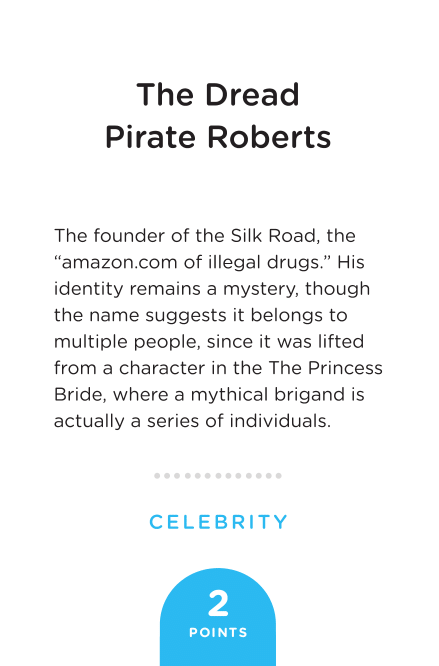 The Dread
Pirate Roberts
The founder of the Silk Road, the
“amazon.com of illegal drugs.” His
identity remains a mystery, though
the name suggests it belongs to
multiple people, since it was lifted
from a character in the The Princess
Bride, where a mythical brigand is
actually a series of individuals.
CELEBRITY
2
POINTS